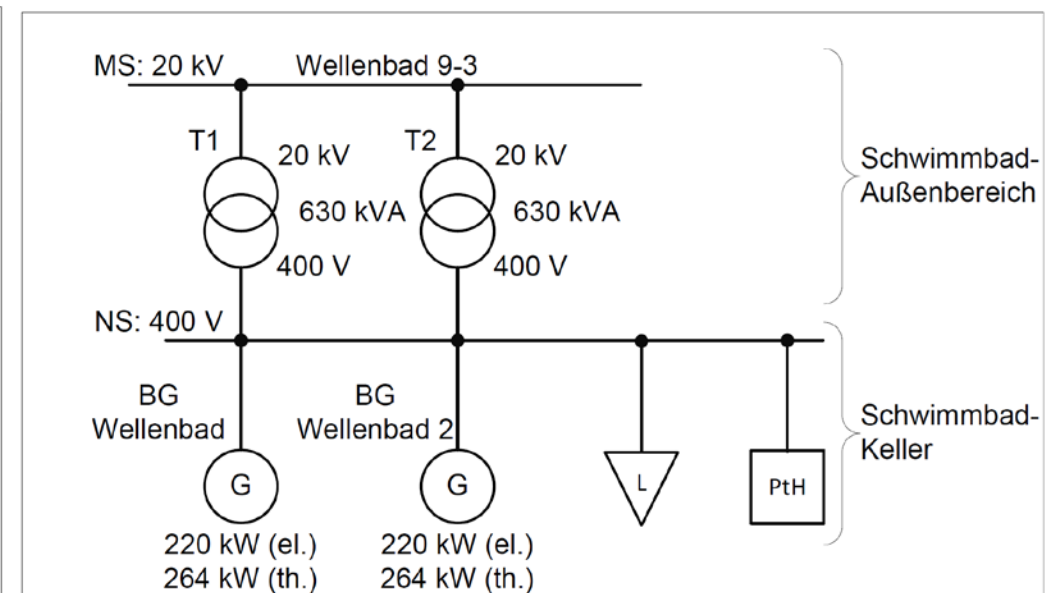 MS: 20 kV
Wellenbad 9-3
T1
20 kV
630 kVA
400 V
T2
20 kV
630 kVA
400 V
Schwimmbad-
Außenbereich
NS: 400 V
BG
Wellenbad
G
220 kW (el.)
264 kW (th.)
BG
Wellenbad 2
G
220 kW (el.)
264 kW (th.)
L
PtH
Schwimmbad-
Keller